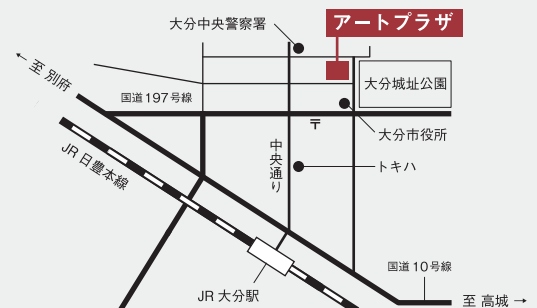 大分中央警察署
アートプラザ
← 至 別府
大分城址公園
国道197号線
〒
大分市役所
JR 日豊本線
中央通り
トキハ
国道10号線
JR 大分駅
至 高城 →